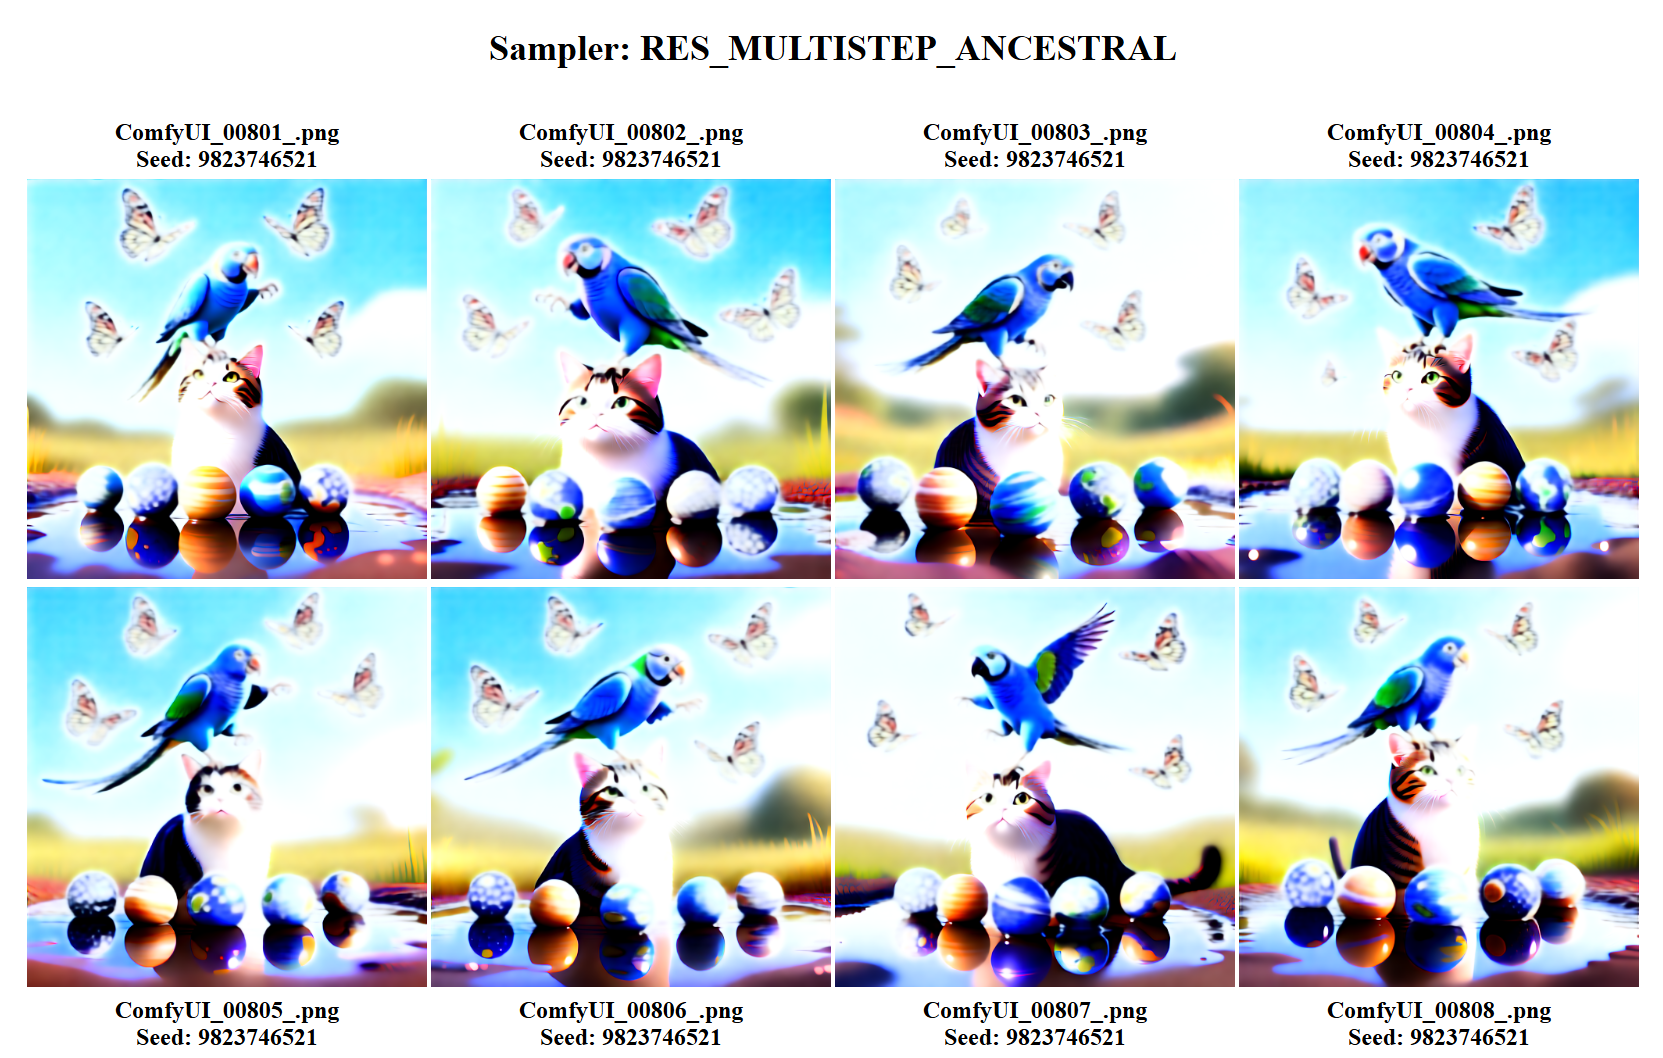 Sampler: RES_MULTISTEP_ANCESTRAL
ComfyUI_00801_.png
Seed: 9823746521
ComfyUI_00802_.png
Seed: 9823746521
ComfyUI_00803_.png
Seed: 9823746521
ComfyUI_00804_.png
Seed: 9823746521
ComfyUI_00805_.png
Seed: 9823746521
ComfyUI_00806_.png
Seed: 9823746521
ComfyUI_00807_.png
Seed: 9823746521
ComfyUI_00808_.png
Seed: 9823746521